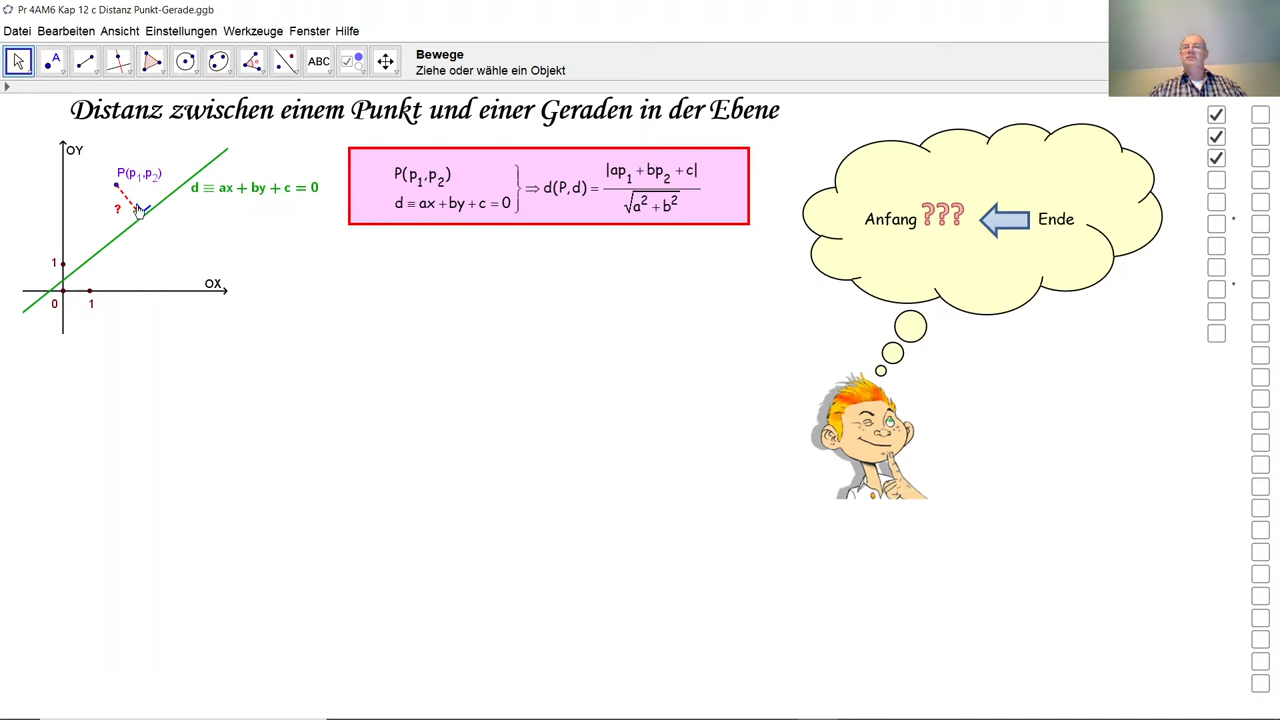 Pr 4AM6 Kap 12 c Distanz Punkt-Gerade.ggb
Datei Bearbeiten Ansicht Einstellungen Werkzeuge Fenster Hilfe
A
ABC
Bewege
Ziehe oder wähle ein Objekt
Distanz zwischen einem Punkt und einer Geraden in der Ebene
OY
P(p₁,p₂)
d ≡ ax + by + c = 0
?
1
OX
0 1
P(p₁,p₂)
d ≡ ax + by + c = 0
⇒ d(P,d) = |ap₁ + bp₂ + c| / √(a² + b²)
Anfang ??? Ende
*
*